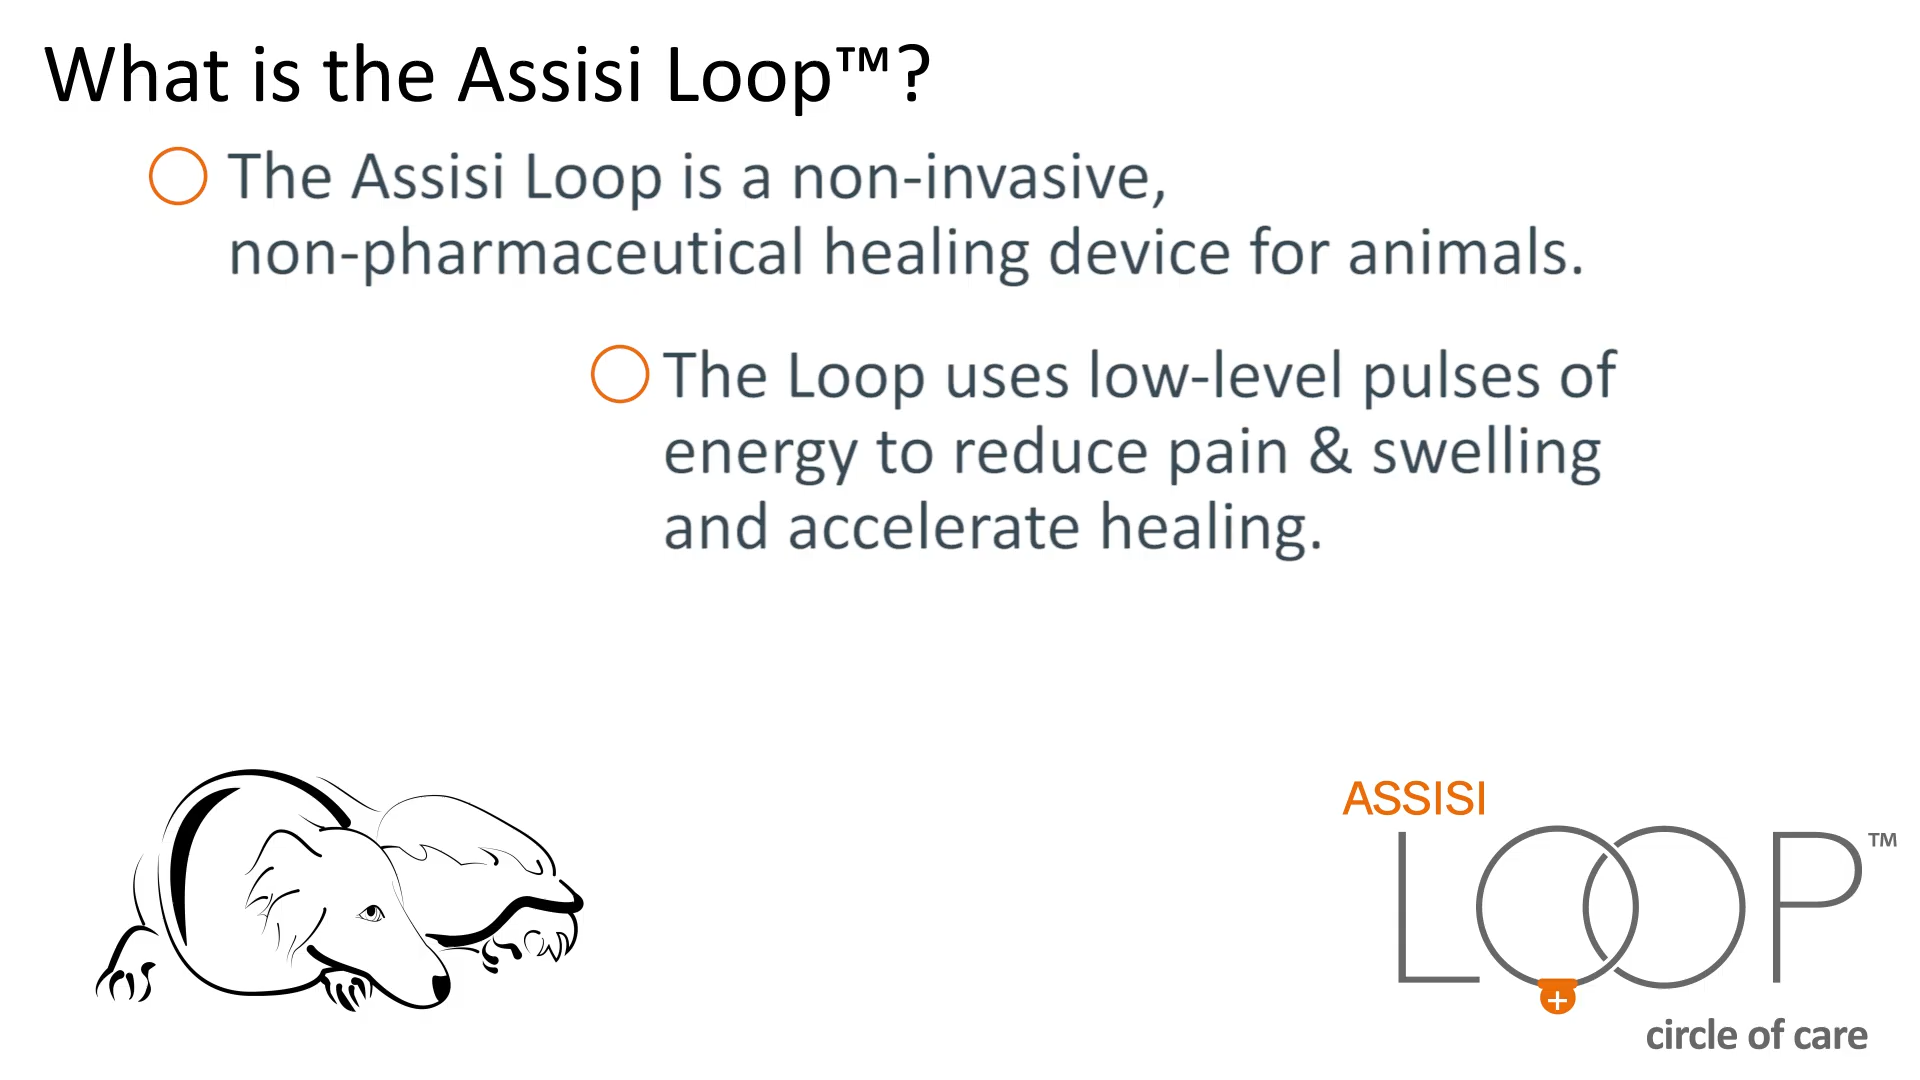 What is the Assisi Loop™?
The Assisi Loop is a non-invasive,
non-pharmaceutical healing device for animals.
The Loop uses low-level pulses of
energy to reduce pain & swelling
and accelerate healing.
ASSISI
LOOP™
circle of care